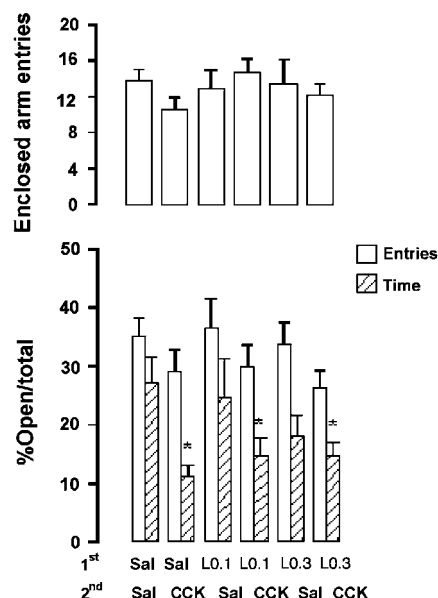 Enclosed arm entries
20
16
12
8
4
0
%Open/total
50
40
30
20
10
0
Entries
Time
* * *
1st Sal Sal L0.1 L0.1 L0.3 L0.3
2nd Sal CCK Sal CCK Sal CCK